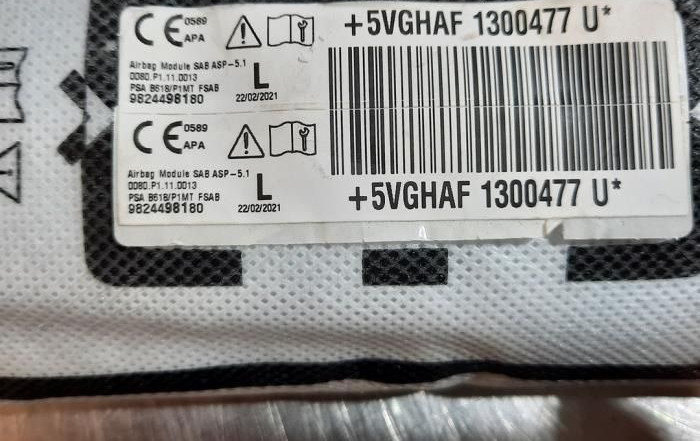 CE 0589
APA
Airbag Module SAB ASP-5.1
0080.P1.11.0013
PSA B618/P1MT FSAB
9824498180
L
22/02/2021
+5VGHAF 1300477 U*
CE 0589
APA
Airbag Module SAB ASP-5.1
0080.P1.11.0013
PSA B618/P1MT FSAB
9824498180
L
22/02/2021
+5VGHAF 1300477 U*